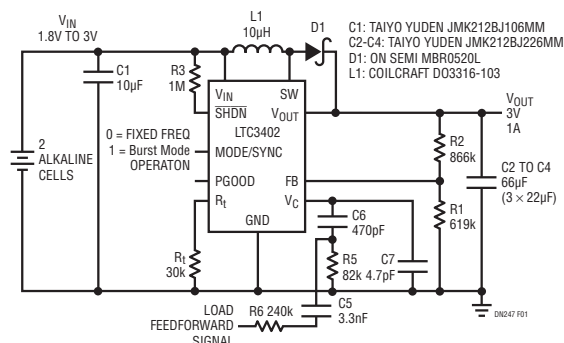 VIN
1.8V TO 3V
L1
10µH
D1
C1: TAIYO YUDEN JMK212BJ106MM
C2-C4: TAIYO YUDEN JMK212BJ226MM
D1: ON SEMI MBR0520L
L1: COILCRAFT DO3316-103
C1
10µF
R3
1M
VIN
SW
SHDN
VOUT
LTC3402
VOUT
3V
1A
0 = FIXED FREQ
1 = Burst Mode
OPERATON
MODE/SYNC
2
ALKALINE
CELLS
R2
866k
PGOOD
FB
C2 TO C4
66µF
(3 × 22µF)
Rt
VC
GND
C6
470pF
R1
619k
Rt
30k
R5
82k
C7
4.7pF
LOAD
FEEDFORWARD
SIGNAL
R6 240k
C5
3.3nF
DN247 F01